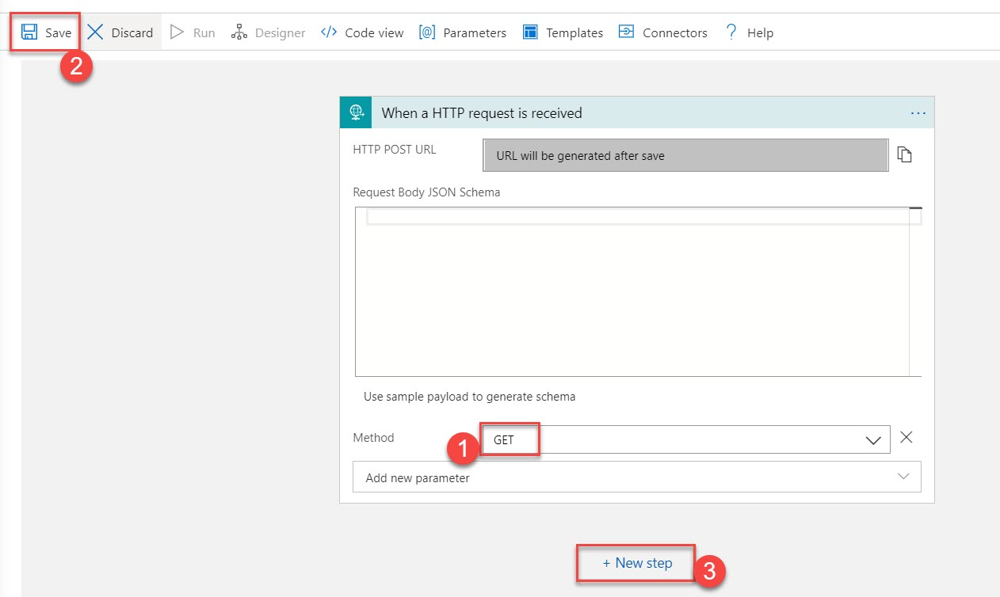 Save Discard Run Designer </> Code view [@] Parameters Templates Connectors ? Help
2
When a HTTP request is received ...
HTTP POST URL URL will be generated after save
Request Body JSON Schema
Use sample payload to generate schema
Method 1 GET
Add new parameter
+ New step 3